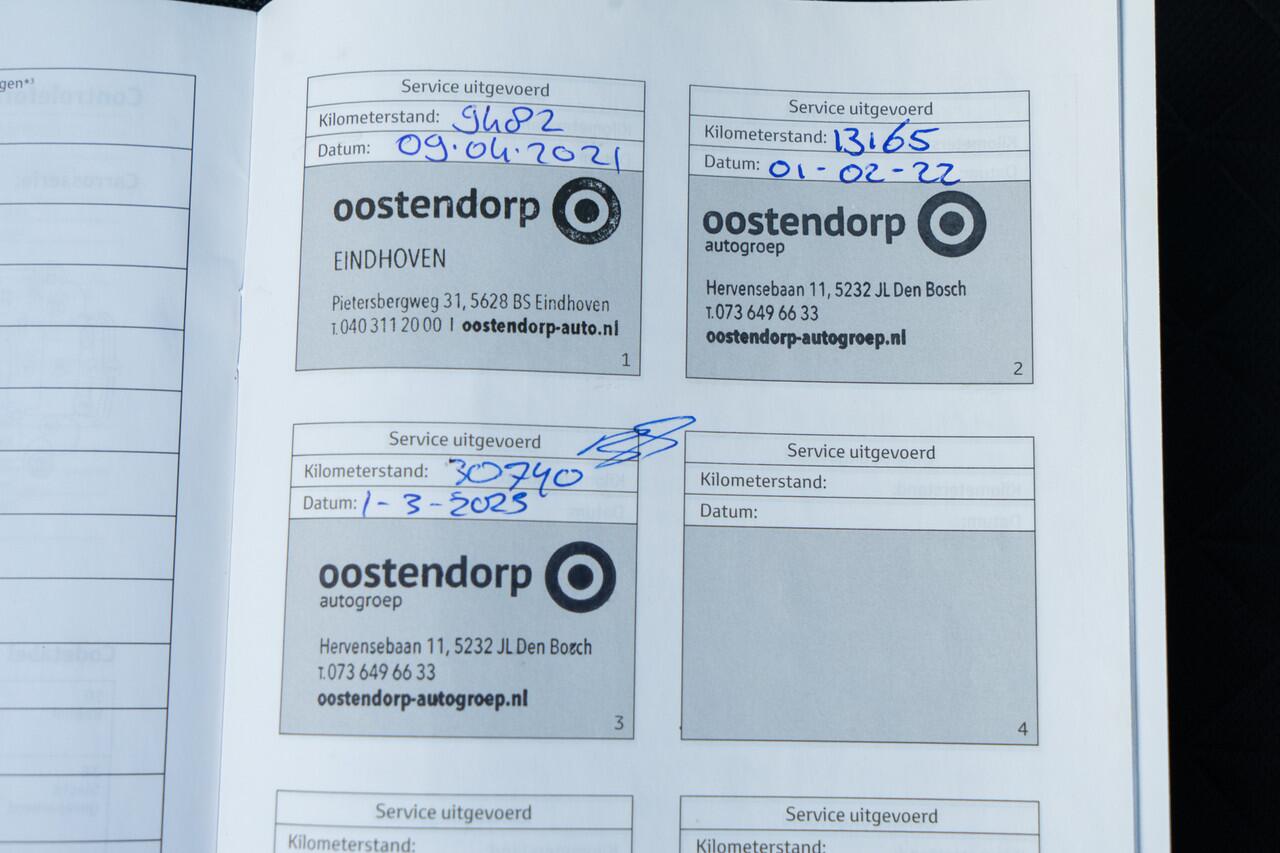 gen*³
Service uitgevoerd
Kilometerstand: 9482
Datum: 09.04.2021
oostendorp
EINDHOVEN
Pietersbergweg 31, 5628 BS Eindhoven
T. 040 311 20 00 | oostendorp-auto.nl
1
Service uitgevoerd
Kilometerstand: 13165
Datum: 01-02-22
oostendorp
autogroep
Hervensebaan 11, 5232 JL Den Bosch
T. 073 649 66 33
oostendorp-autogroep.nl
2
Service uitgevoerd
Kilometerstand: 30740
Datum: 1-3-2023
oostendorp
autogroep
Hervensebaan 11, 5232 JL Den Bosch
T. 073 649 66 33
oostendorp-autogroep.nl
3
Service uitgevoerd
Kilometerstand:
Datum:
4
Service uitgevoerd
Kilometerstand:
Service uitgevoerd
Kilometerstand: